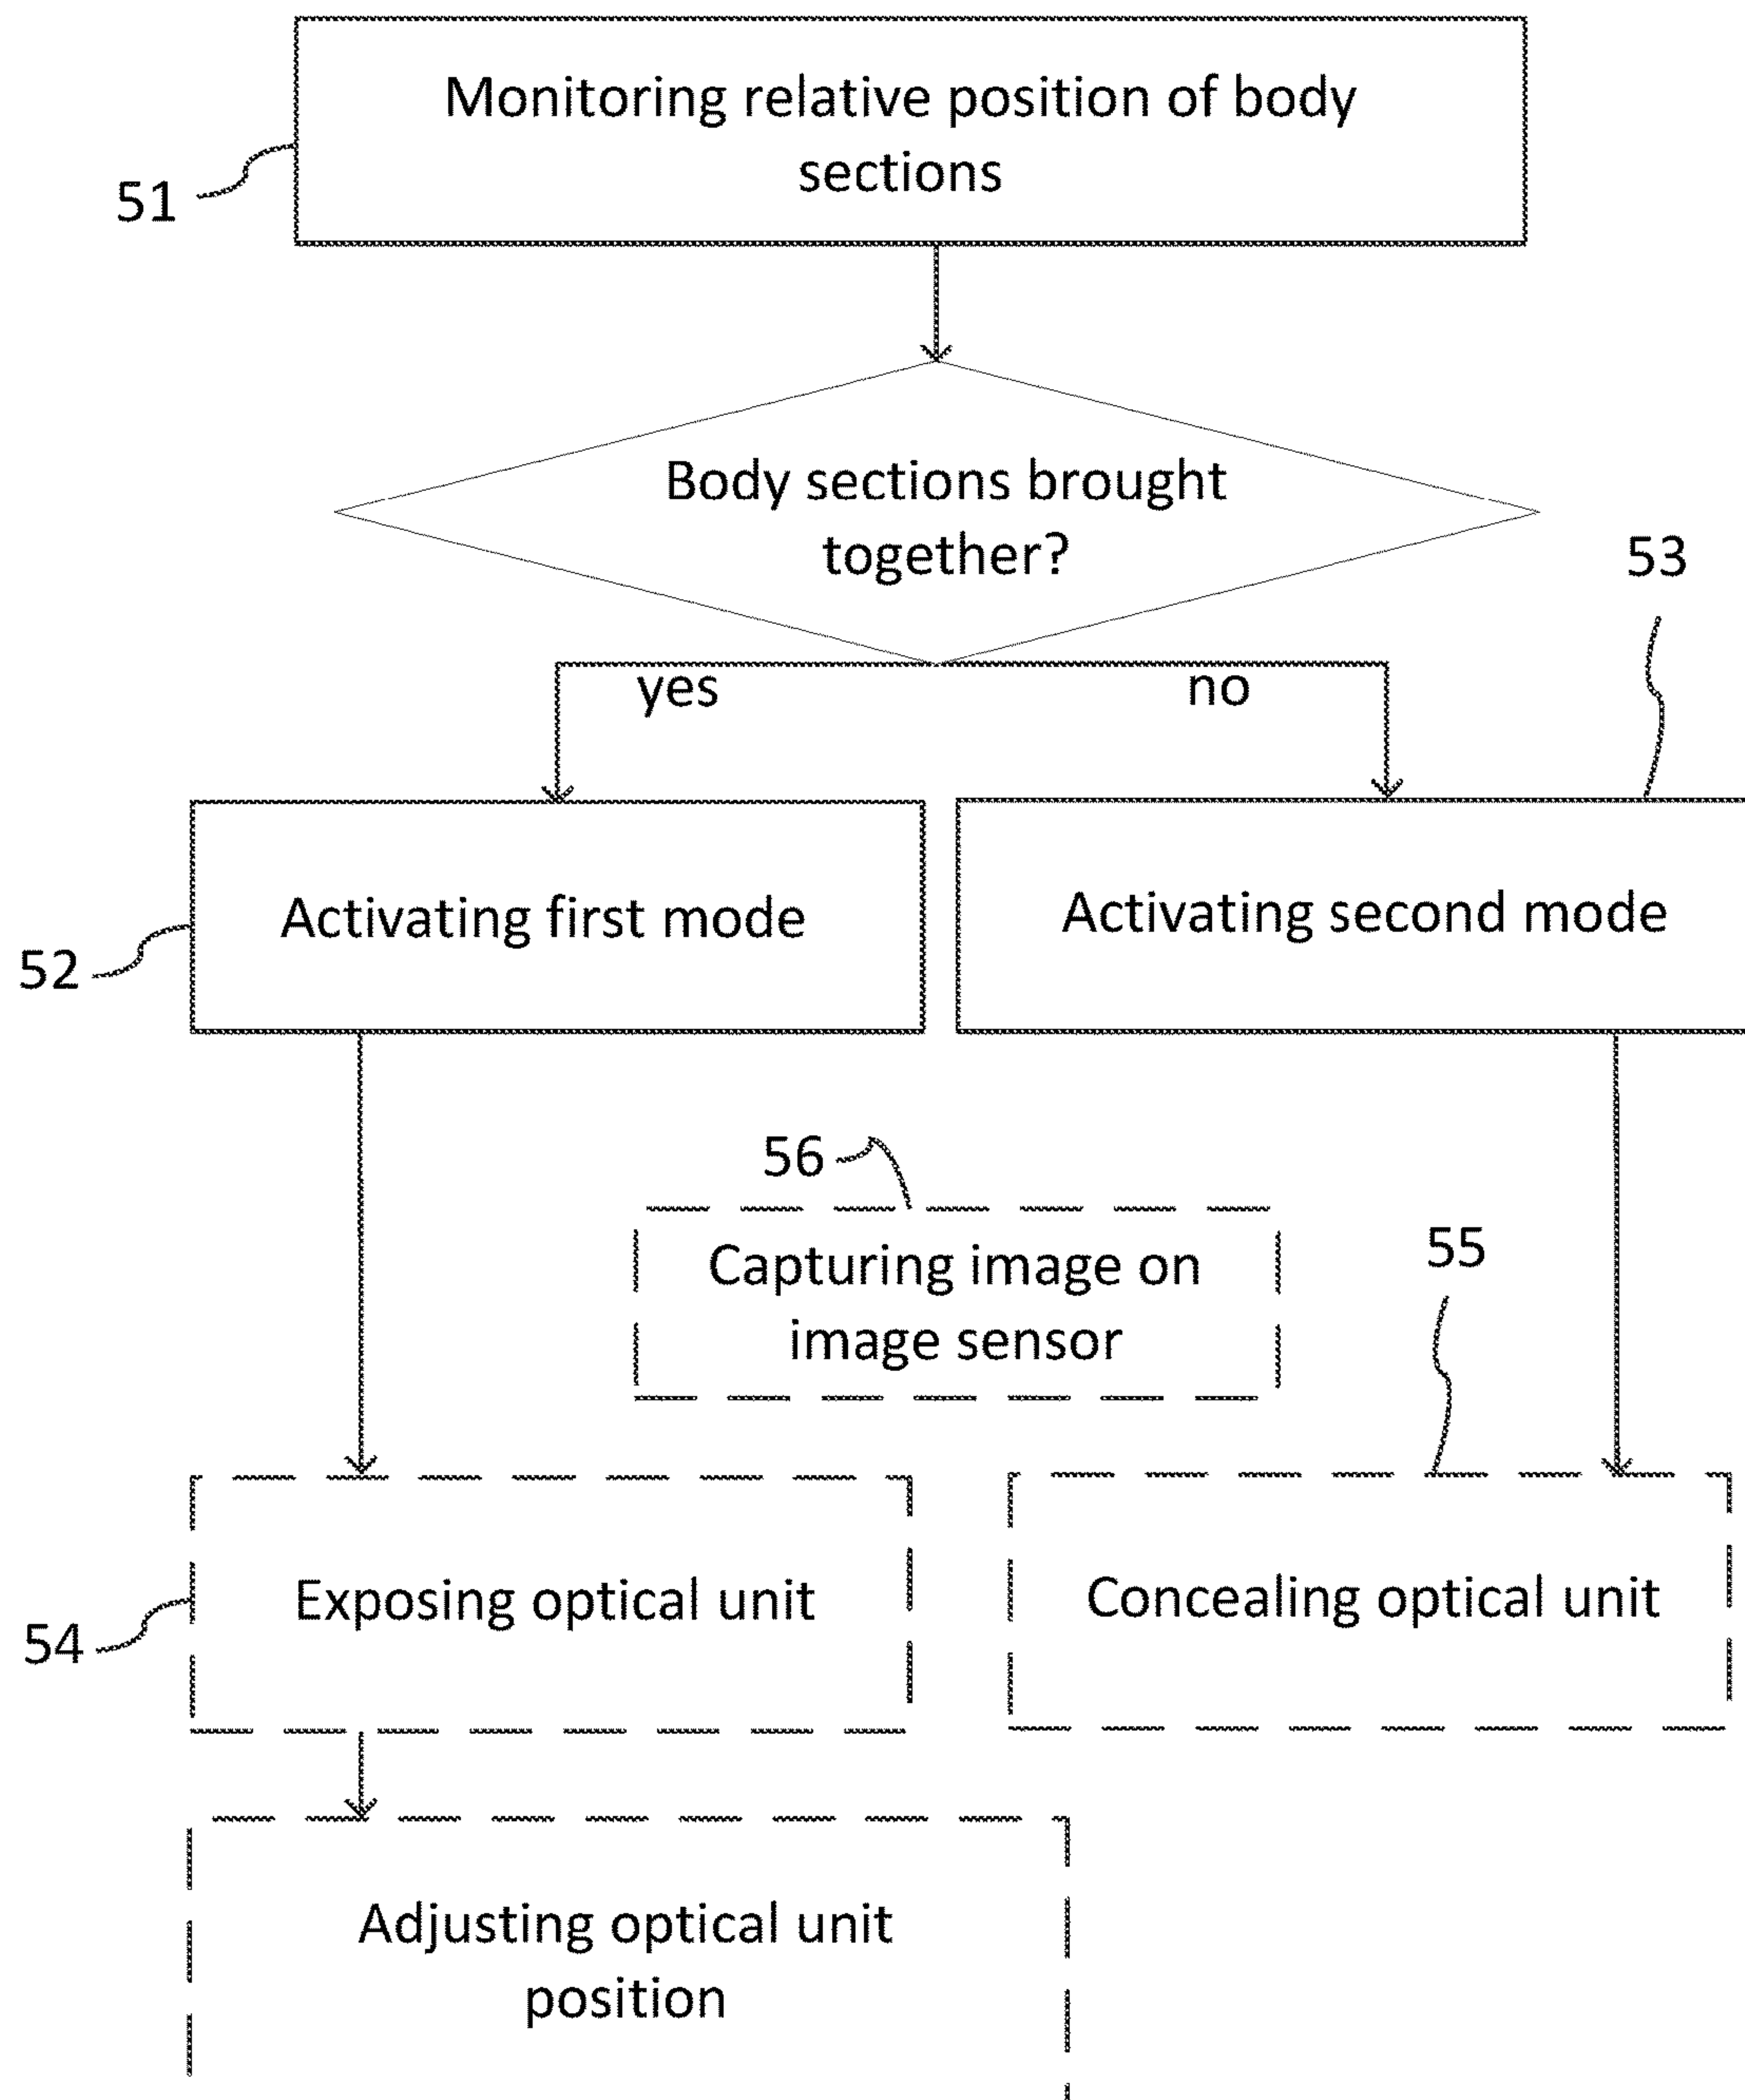 Monitoring relative position of body
sections
51
Body sections brought
together?
53
yes
no
Activating first mode
Activating second mode
52
56
Capturing image on
image sensor
55
Exposing optical unit
Concealing optical unit
54
Adjusting optical unit
position